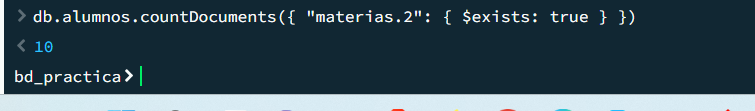 > db.alumnos.countDocuments({ "materias.2": { $exists: true } })
< 10
bd_practica>